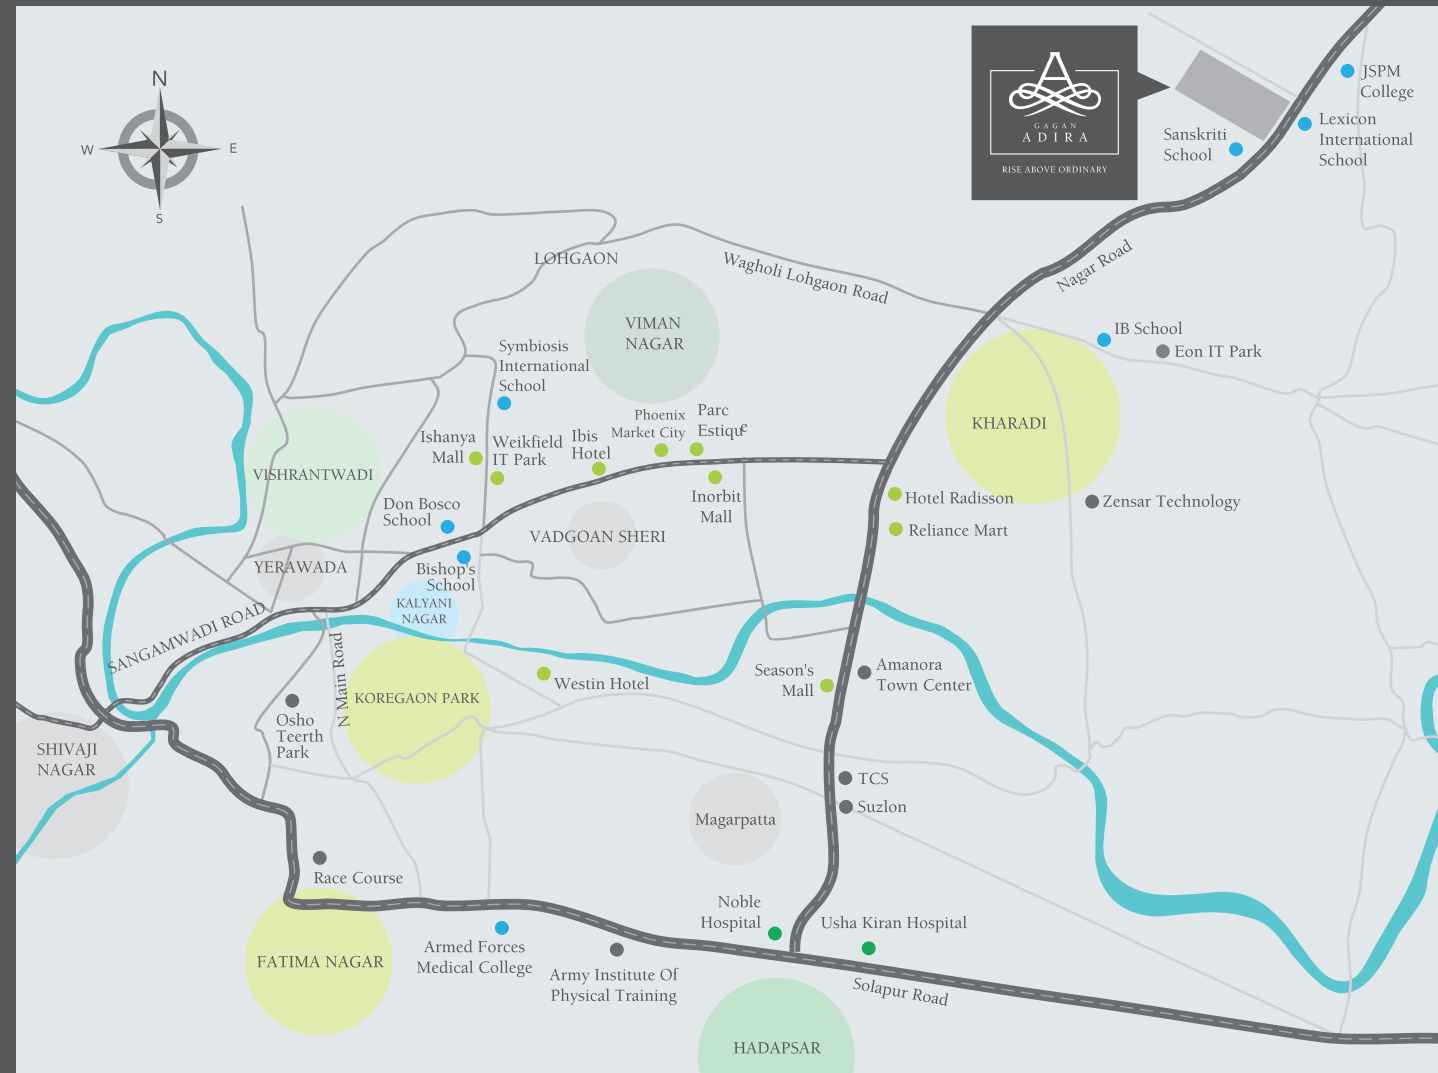 N
W
E
S
GAGAN
ADIRA
RISE ABOVE ORDINARY
JSPM
College
Lexicon
International
School
Sanskriti
School
Nagar Road
LOHGAON
Wagholi Lohgaon Road
VIMAN
NAGAR
IB School
Eon IT Park
Symbiosis
International
School
KHARADI
Phoenix
Market City
Parc
Estique
Ishanya
Mall
Weikfield
IT Park
Ibis
Hotel
VISHRANTWADI
Inorbit
Mall
Hotel Radisson
Zensar Technology
Reliance Mart
Don Bosco
School
VADGOAN SHERI
YERAWADA
Bishop's
School
KALYANI
NAGAR
SANGAMWADI ROAD
N Main Road
KOREGAON PARK
Westin Hotel
Season's
Mall
Amanora
Town Center
Osho
Teerth
Park
SHIVAJI
NAGAR
TCS
Suzlon
Magarpatta
Race Course
Noble
Hospital
Usha Kiran Hospital
FATIMA NAGAR
Armed Forces
Medical College
Army Institute Of
Physical Training
Solapur Road
HADAPSAR